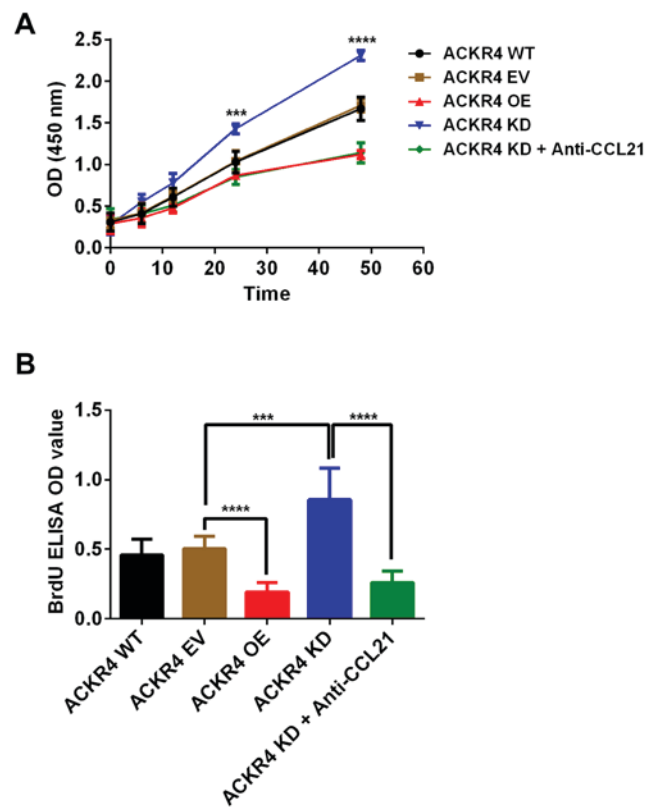 A
OD (450 nm)
2.5
2.0
1.5
1.0
0.5
0.0
***
****
0 10 20 30 40 50 60
Time
ACKR4 WT
ACKR4 EV
ACKR4 OE
ACKR4 KD
ACKR4 KD + Anti-CCL21
B
BrdU ELISA OD value
1.5
1.0
0.5
0.0
*** ****
****
ACKR4 WT
ACKR4 EV
ACKR4 OE
ACKR4 KD
ACKR4 KD + Anti-CCL21